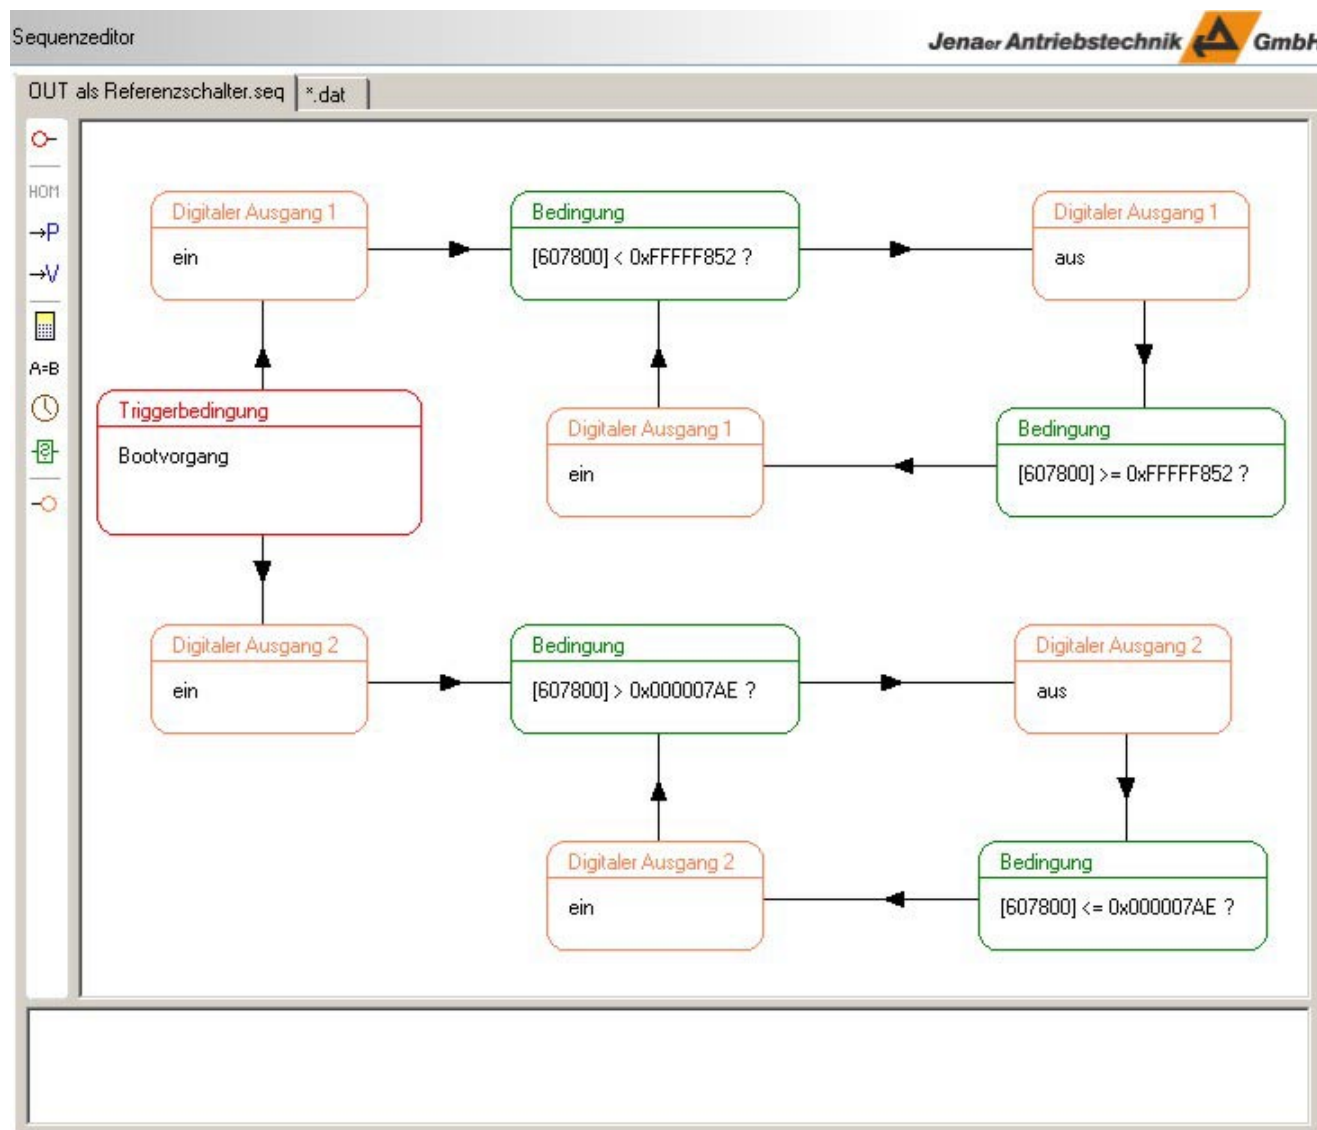 Sequenzeditor
Jenaer Antriebstechnik GmbH
OUT als Referenzschalter.seq
*.dat
HOM
→P
→V
A=B
Digitaler Ausgang 1
ein
Bedingung
[607800] < 0xFFFFF852 ?
Digitaler Ausgang 1
aus
Triggerbedingung
Bootvorgang
Digitaler Ausgang 1
ein
Bedingung
[607800] >= 0xFFFFF852 ?
Digitaler Ausgang 2
ein
Bedingung
[607800] > 0x000007AE ?
Digitaler Ausgang 2
aus
Digitaler Ausgang 2
ein
Bedingung
[607800] <= 0x000007AE ?